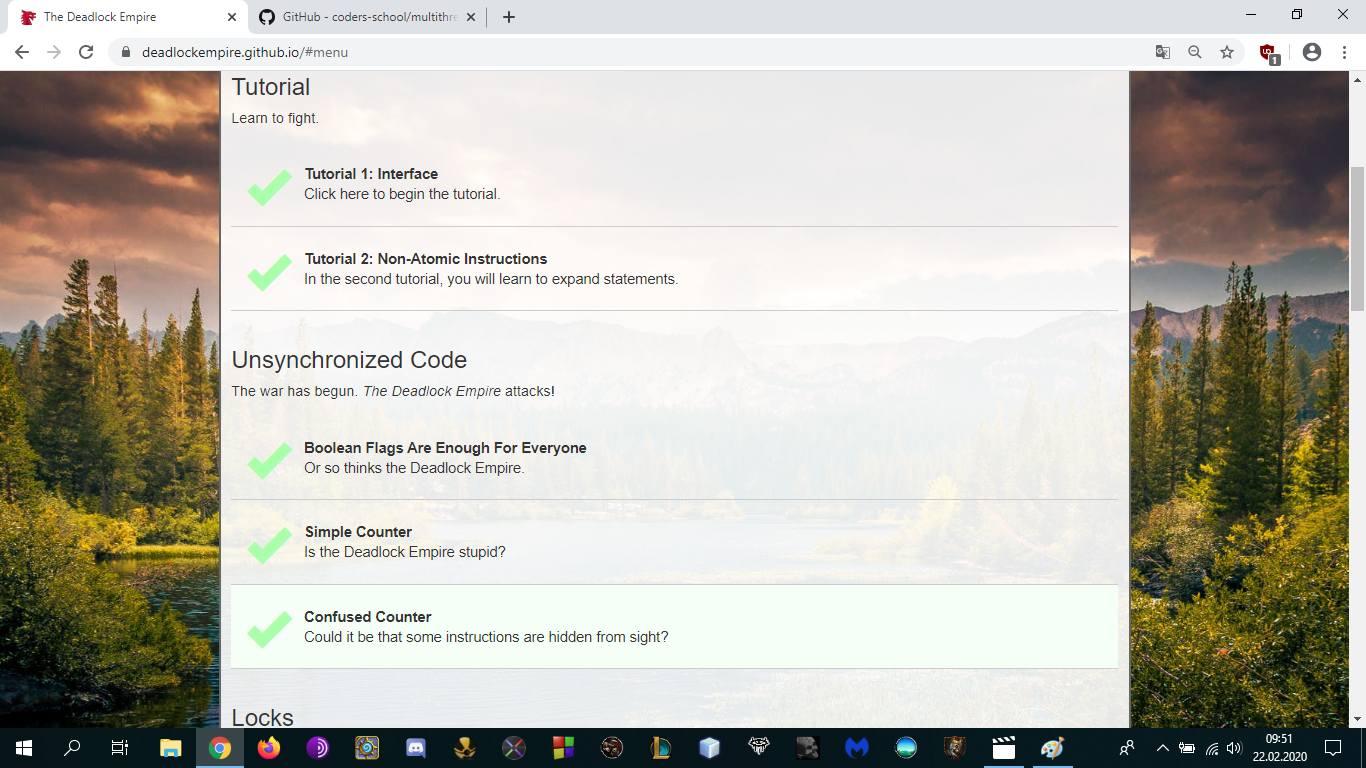 The Deadlock Empire
GitHub - coders-school/multithre
deadlockempire.github.io/#menu
1
Tutorial
Learn to fight.
Tutorial 1: Interface
Click here to begin the tutorial.
Tutorial 2: Non-Atomic Instructions
In the second tutorial, you will learn to expand statements.
Unsynchronized Code
The war has begun. The Deadlock Empire attacks!
Boolean Flags Are Enough For Everyone
Or so thinks the Deadlock Empire.
Simple Counter
Is the Deadlock Empire stupid?
Confused Counter
Could it be that some instructions are hidden from sight?
Locks
09:51
22.02.2020